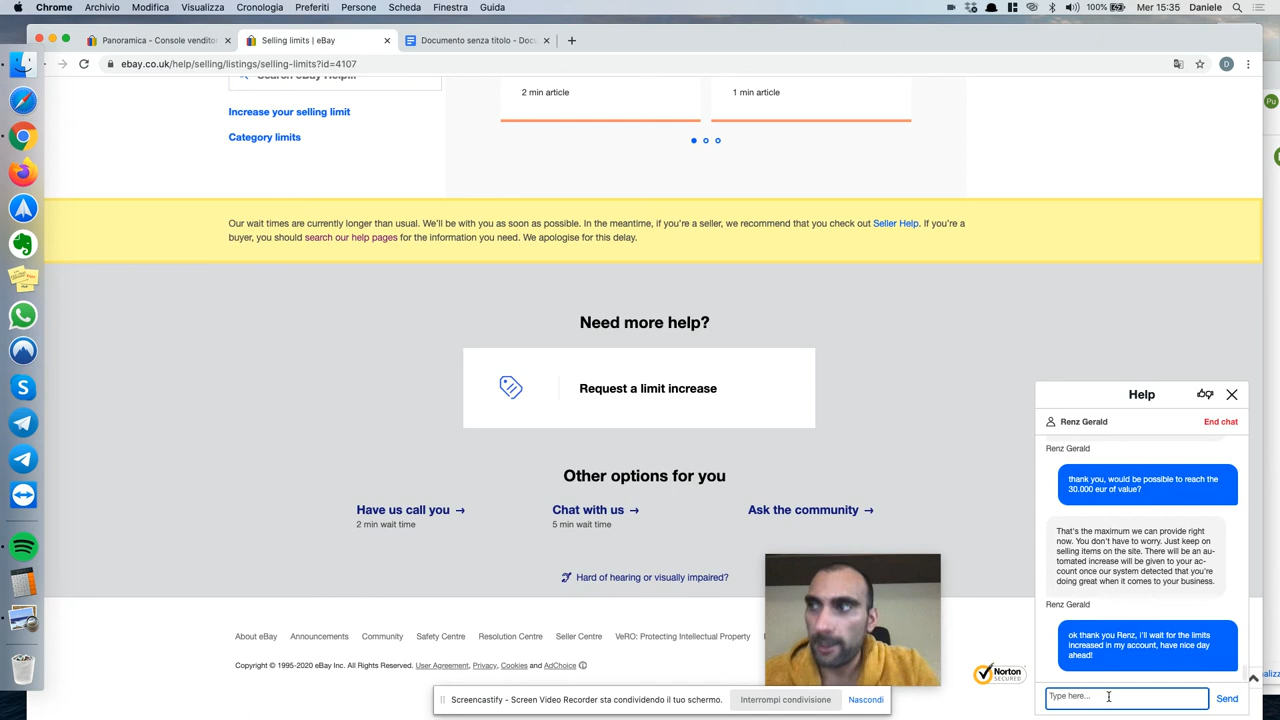 Chrome Archivio Modifica Visualizza Cronologia Preferiti Persone Scheda Finestra Guida 100% Mer 15:35 Daniele
Panoramica - Console venditor
Selling limits | eBay
Documento senza titolo - Doc
ebay.co.uk/help/selling/listings/selling-limits?id=4107
D
Pu
2 min article
1 min article
Increase your selling limit
Category limits
Our wait times are currently longer than usual. We'll be with you as soon as possible. In the meantime, if you're a seller, we recommend that you check out Seller Help. If you're a
buyer, you should search our help pages for the information you need. We apologise for this delay.
Need more help?
Request a limit increase
Other options for you
Have us call you →
2 min wait time
Chat with us →
5 min wait time
Ask the community →
Hard of hearing or visually impaired?
About eBay Announcements Community Safety Centre Resolution Centre Seller Centre VeRO: Protecting Intellectual Property
Copyright © 1995-2020 eBay Inc. All Rights Reserved. User Agreement, Privacy, Cookies and AdChoice
Norton
SECURED
Screencastify - Screen Video Recorder sta condividendo il tuo schermo.
Interrompi condivisione
Nascondi
Help
Renz Gerald
End chat
Renz Gerald
thank you, would be possible to reach the
30.000 eur of value?
That's the maximum we can provide right
now. You don't have to worry. Just keep on
selling items on the site. There will be an au-
tomated increase will be given to your ac-
count once our system detected that you're
doing great when it comes to your business.
Renz Gerald
ok thank you Renz, i'll wait for the limits
increased in my account, have nice day
ahead!
Type here...
Send